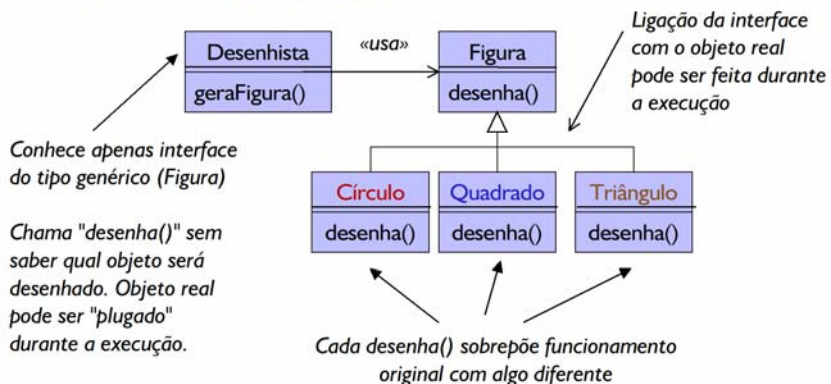 Desenhista
geraFigura()
«usa»
Figura
desenha()
Ligação da interface
com o objeto real
pode ser feita durante
a execução
Conhece apenas interface
do tipo genérico (Figura)
Chama "desenha()" sem
saber qual objeto será
desenhado. Objeto real
pode ser "plugado"
durante a execução.
Círculo
desenha()
Quadrado
desenha()
Triângulo
desenha()
Cada desenha() sobrepõe funcionamento
original com algo diferente